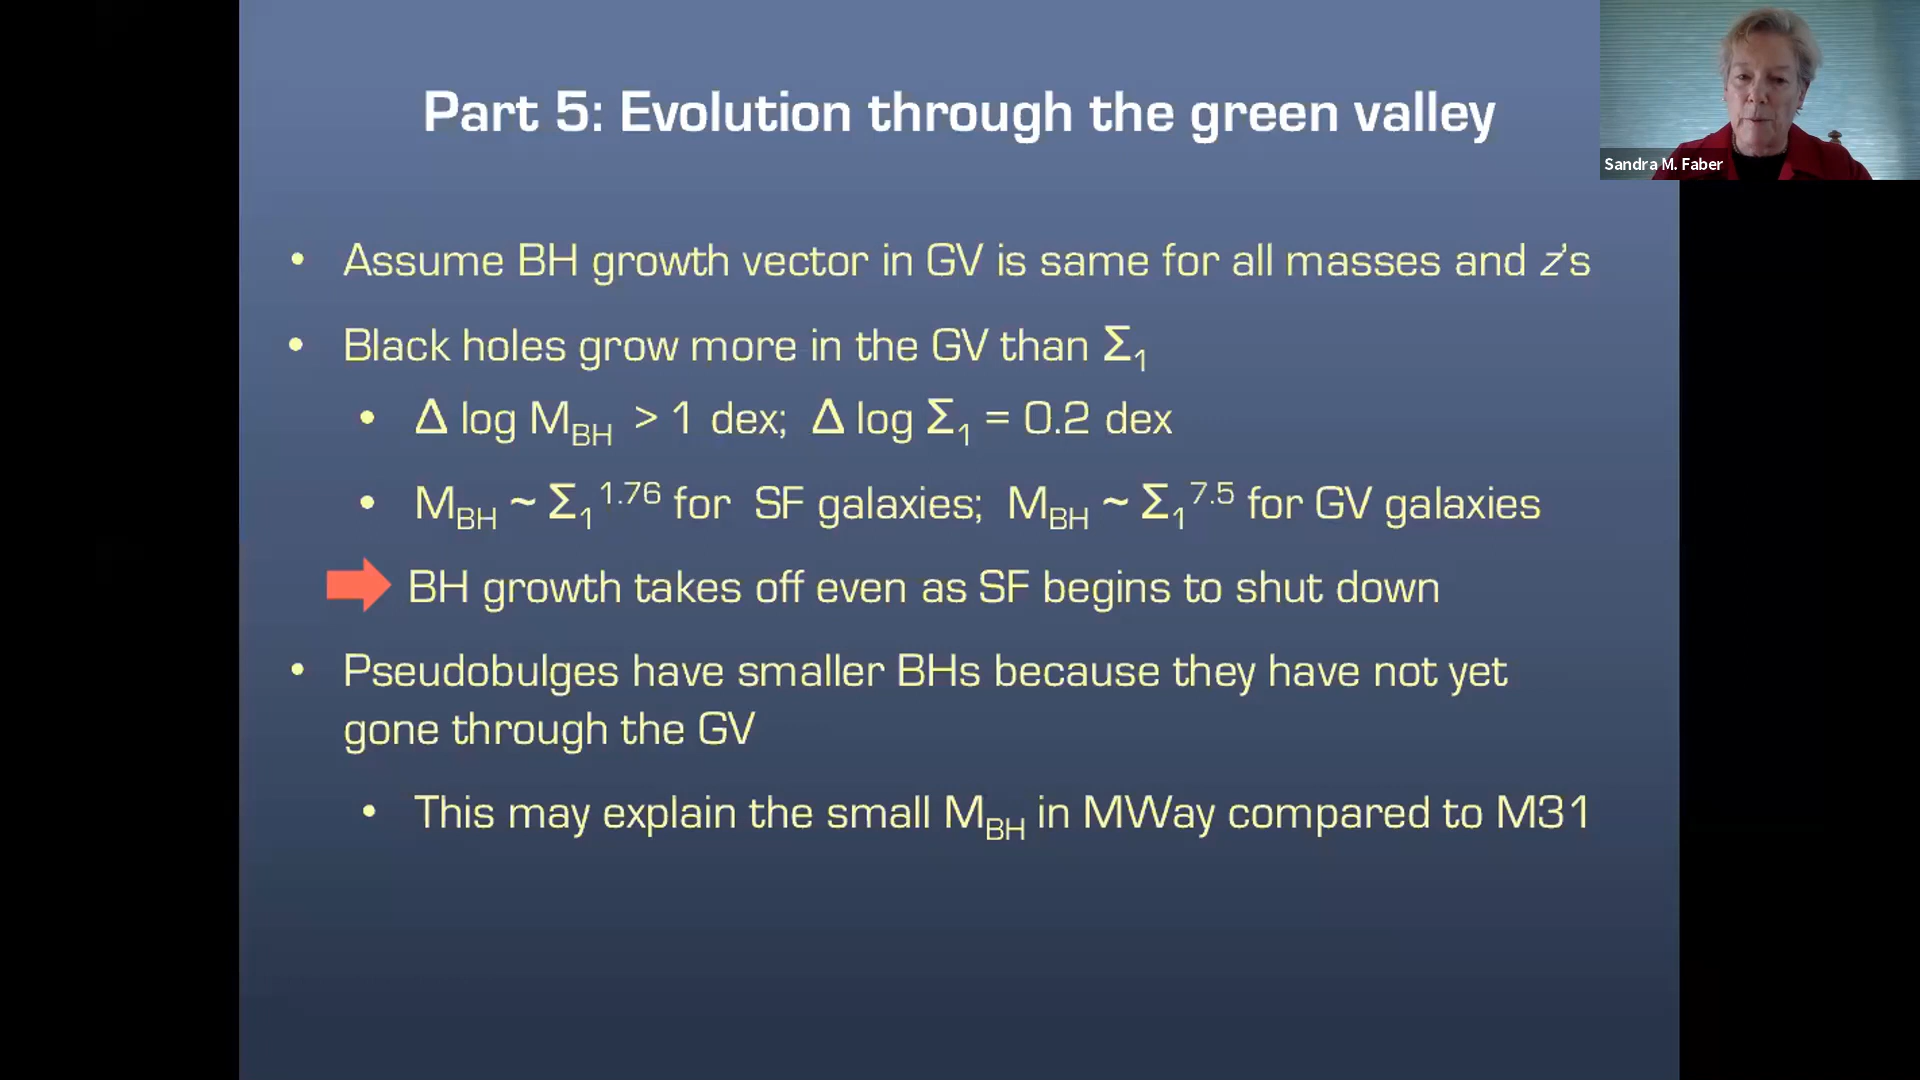 Part 5: Evolution through the green valley
Sandra M. Faber
• Assume BH growth vector in GV is same for all masses and z's
• Black holes grow more in the GV than Σ₁
• Δ log M_BH > 1 dex; Δ log Σ₁ = 0.2 dex
• M_BH ~ Σ₁^1.76 for SF galaxies; M_BH ~ Σ₁^7.5 for GV galaxies
BH growth takes off even as SF begins to shut down
• Pseudobulges have smaller BHs because they have not yet
gone through the GV
• This may explain the small M_BH in MWay compared to M31